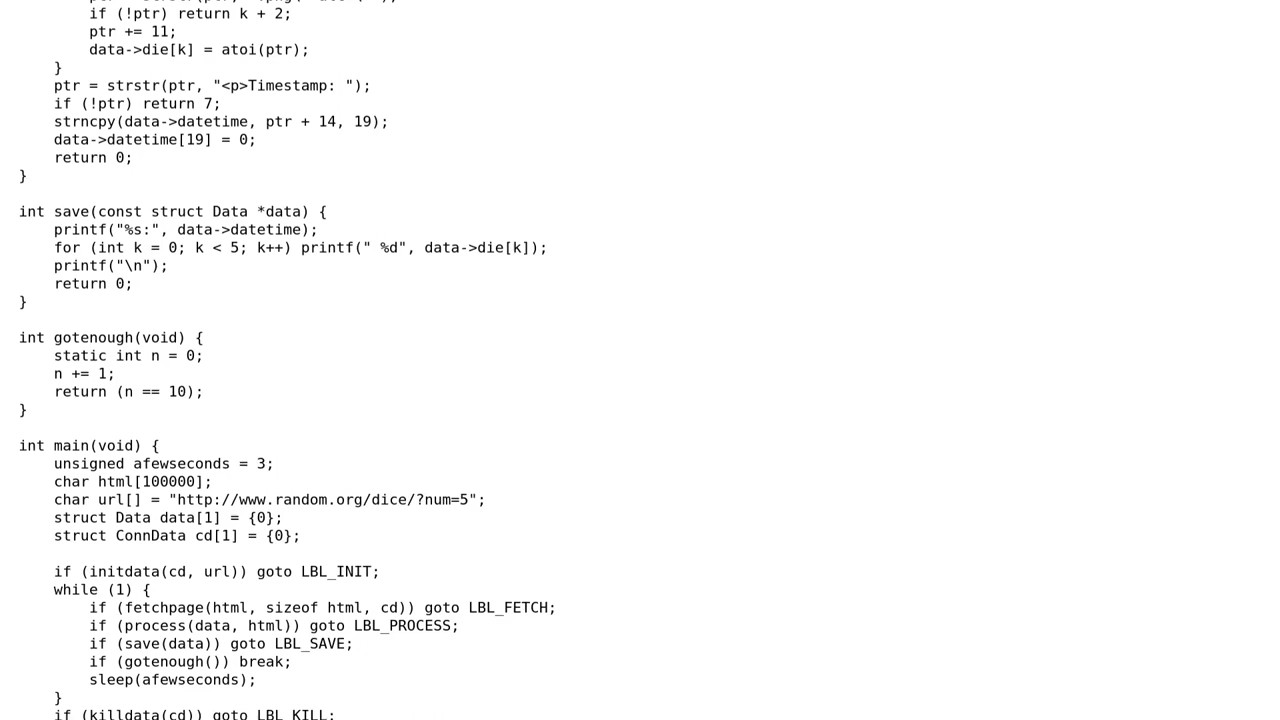 if (!ptr) return k + 2;
        ptr += 11;
        data->die[k] = atoi(ptr);
    }
    ptr = strstr(ptr, "<p>Timestamp: ");
    if (!ptr) return 7;
    strncpy(data->datetime, ptr + 14, 19);
    data->datetime[19] = 0;
    return 0;
}

int save(const struct Data *data) {
    printf("%s:", data->datetime);
    for (int k = 0; k < 5; k++) printf(" %d", data->die[k]);
    printf("\n");
    return 0;
}

int gotenough(void) {
    static int n = 0;
    n += 1;
    return (n == 10);
}

int main(void) {
    unsigned afewseconds = 3;
    char html[100000];
    char url[] = "http://www.random.org/dice/?num=5";
    struct Data data[1] = {0};
    struct ConnData cd[1] = {0};

    if (initdata(cd, url)) goto LBL_INIT;
    while (1) {
        if (fetchpage(html, sizeof html, cd)) goto LBL_FETCH;
        if (process(data, html)) goto LBL_PROCESS;
        if (save(data)) goto LBL_SAVE;
        if (gotenough()) break;
        sleep(afewseconds);
    }
    if (killdata(cd)) goto LBL_KILL;